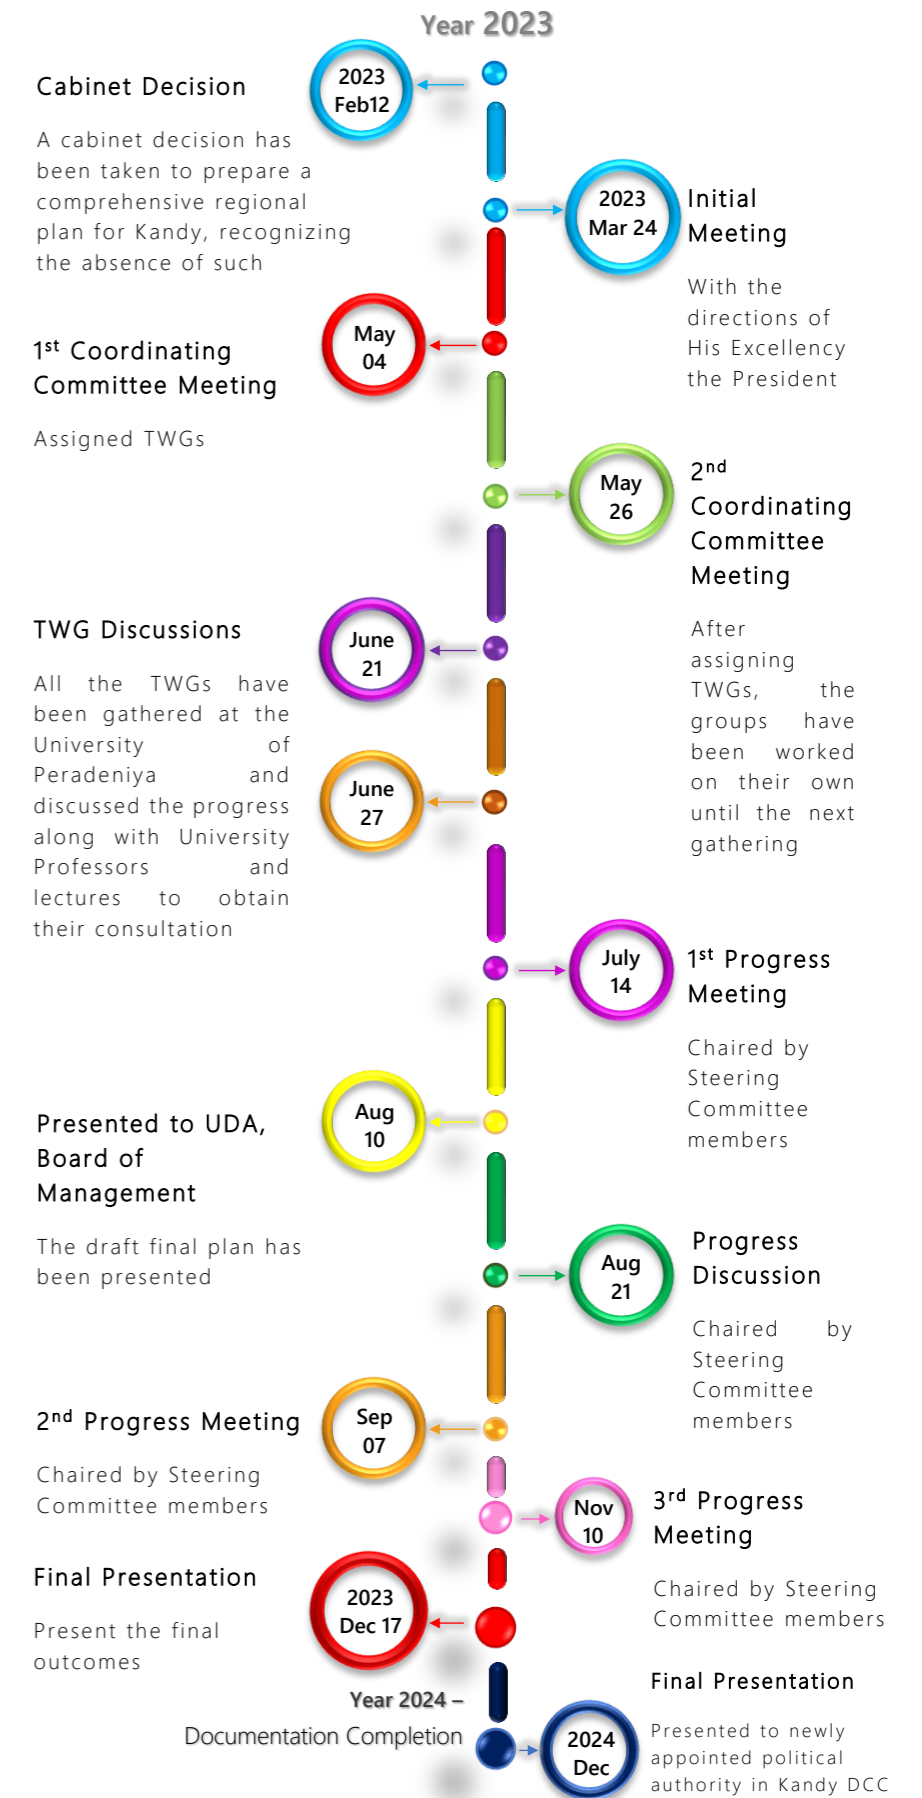 Year 2023
2023
Feb12
Cabinet Decision
A cabinet decision has
been taken to prepare a
comprehensive regional
plan for Kandy, recognizing
the absence of such
2023
Mar 24
Initial
Meeting
With the
directions of
His Excellency
the President
May
04
1st Coordinating
Committee Meeting
Assigned TWGs
May
26
2nd
Coordinating
Committee
Meeting
After
assigning
TWGs, the
groups have
been worked
on their own
until the next
gathering
June
21
TWG Discussions
All the TWGs have
been gathered at the
University of
Peradeniya and
discussed the progress
along with University
Professors and
lectures to obtain
their consultation
June
27
July
14
1st Progress
Meeting
Chaired by
Steering
Committee
members
Aug
10
Presented to UDA,
Board of
Management
The draft final plan has
been presented
Aug
21
Progress
Discussion
Chaired by
Steering
Committee
members
Sep
07
2nd Progress Meeting
Chaired by Steering
Committee members
Nov
10
3rd Progress
Meeting
Chaired by Steering
Committee members
2023
Dec 17
Final Presentation
Present the final
outcomes
Year 2024 –
Documentation Completion
2024
Dec
Final Presentation
Presented to newly
appointed political
authority in Kandy DCC